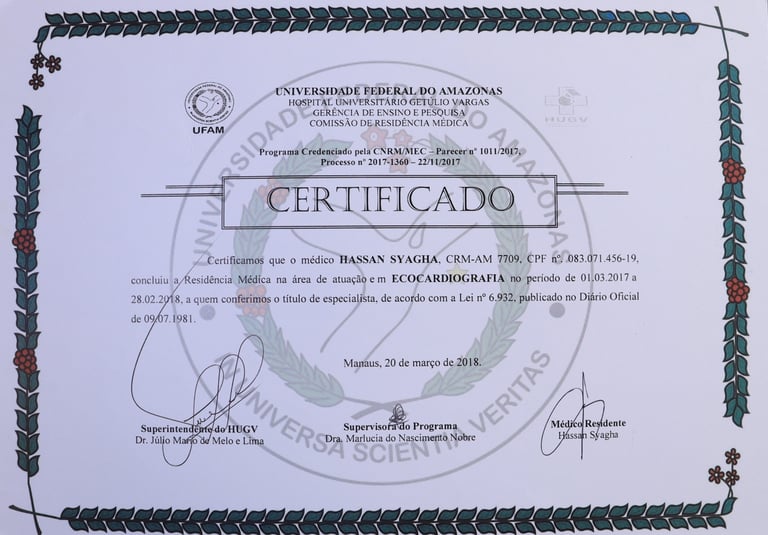 UNIVERSIDADE FEDERAL DO AMAZONAS
HOSPITAL UNIVERSITÁRIO GETÚLIO VARGAS
GERÊNCIA DE ENSINO E PESQUISA
COMISSÃO DE RESIDÊNCIA MÉDICA
UFAM
HUGV
Programa Credenciado pela CNRM/MEC – Parecer nº 1011/2017,
Processo nº 2017-1360 – 22/11/2017
CERTIFICADO
Certificamos que o médico HASSAN SYAGHA, CRM-AM 7709, CPF nº. 083.071.456-19,
concluiu a Residência Médica na área de atuação em ECOCARDIOGRAFIA no período de 01.03.2017 a
28.02.2018, a quem conferimos o título de especialista, de acordo com a Lei nº 6.932, publicado no Diário Oficial
de 09.07.1981.
Manaus, 20 de março de 2018.
Superintendente do HUGV
Dr. Júlio Mario de Melo e Lima
Supervisora do Programa
Dra. Marlucia do Nascimento Nobre
Médico Residente
Hassan Syagha
UNIVERSIDADE FEDERAL DO AMAZONAS
IN UNIVERSA SCIENTIA VERITAS